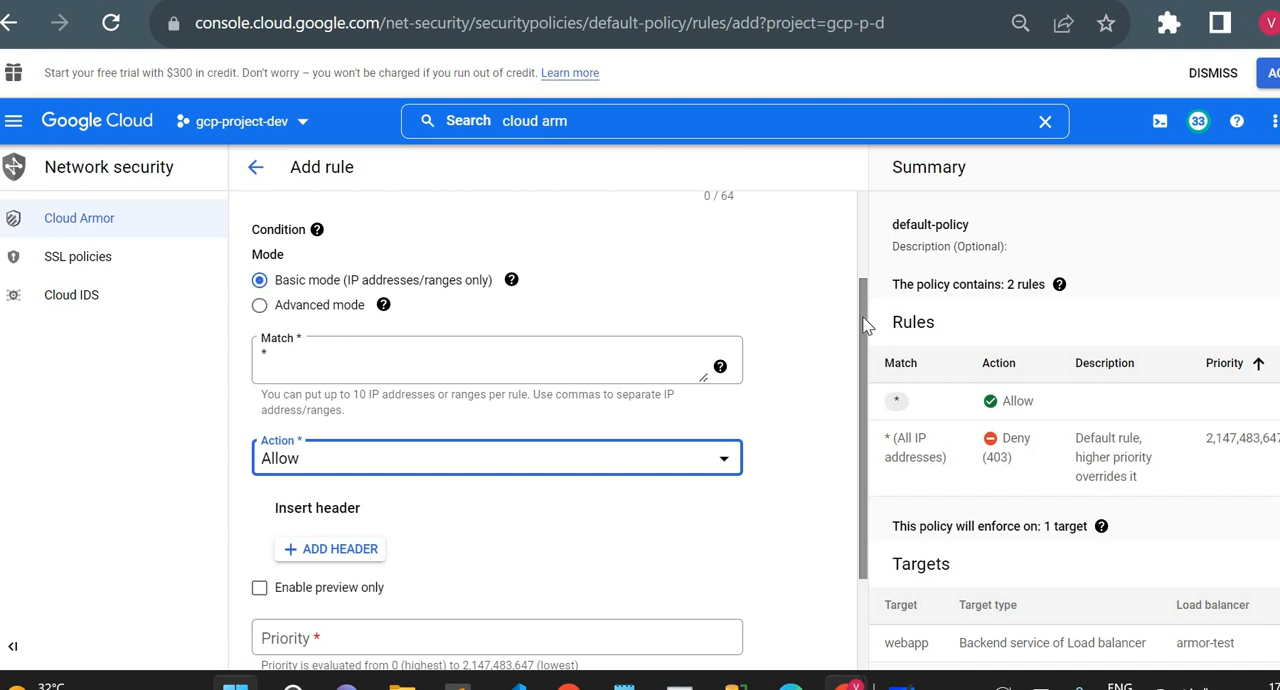 console.cloud.google.com/net-security/securitypolicies/default-policy/rules/add?project=gcp-p-d
V
Start your free trial with $300 in credit. Don't worry – you won't be charged if you run out of credit. Learn more
DISMISS
Google Cloud
gcp-project-dev
Search cloud arm
33
Network security
Add rule
Summary
Cloud Armor
SSL policies
Cloud IDS
0 / 64
Condition
Mode
Basic mode (IP addresses/ranges only)
Advanced mode
Match *
*
You can put up to 10 IP addresses or ranges per rule. Use commas to separate IP
address/ranges.
Action *
Allow
Insert header
+ ADD HEADER
Enable preview only
Priority *
Priority is evaluated from 0 (highest) to 2,147,483,647 (lowest)
default-policy
Description (Optional):
The policy contains: 2 rules
Rules
Match Action Description Priority
* Allow
* (All IP addresses) Deny (403) Default rule, higher priority overrides it 2,147,483,647
This policy will enforce on: 1 target
Targets
Target Target type Load balancer
webapp Backend service of Load balancer armor-test
32°C
ENG